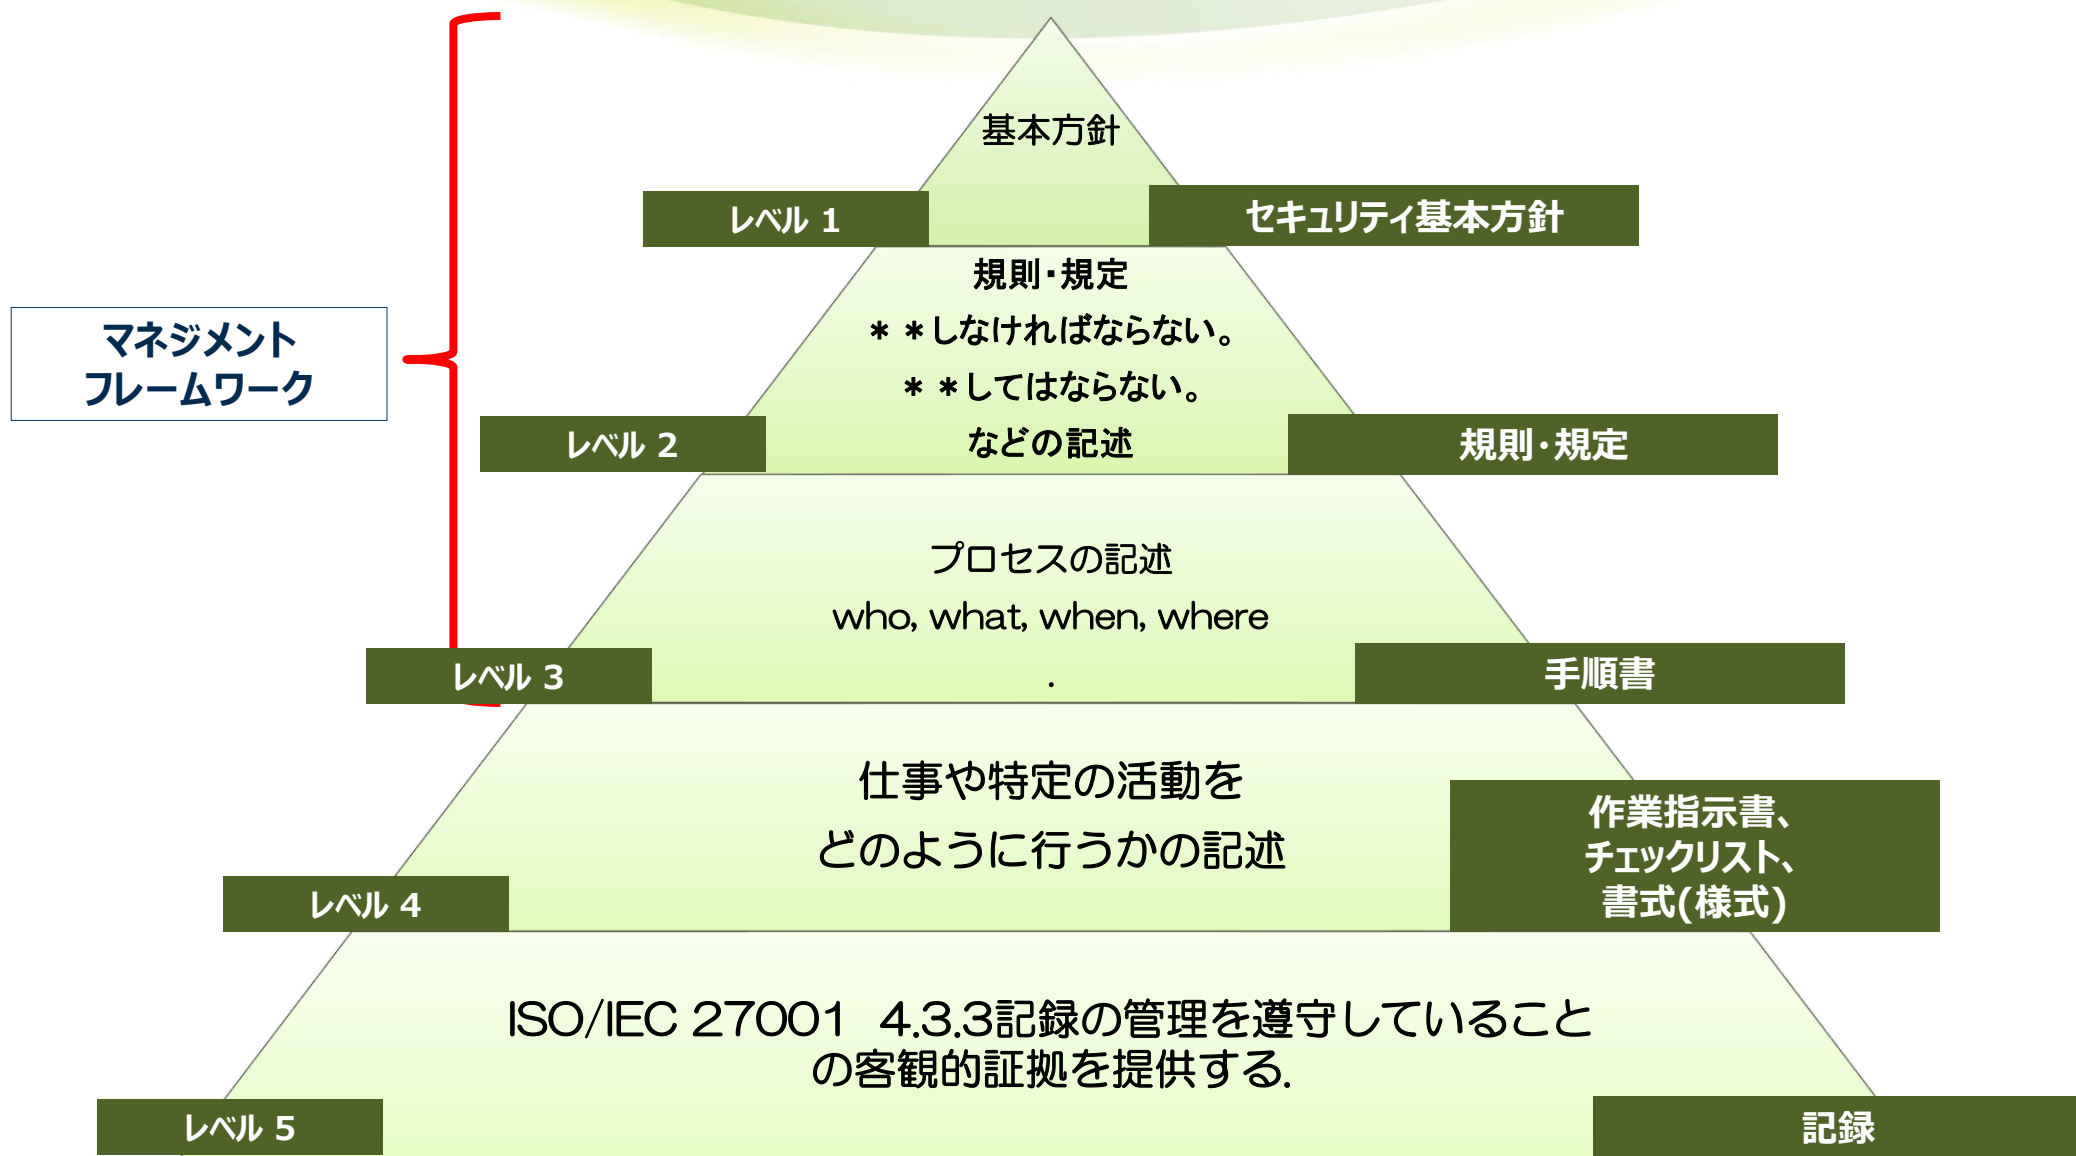 基本方針
レベル 1
セキュリティ基本方針
規則・規定
＊＊しなければならない。
＊＊してはならない。
などの記述
マネジメント
フレームワーク
レベル 2
規則・規定
プロセスの記述
who, what, when, where
.
レベル 3
手順書
仕事や特定の活動を
どのように行うかの記述
作業指示書、
チェックリスト、
書式(様式)
レベル 4
ISO/IEC 27001　4.3.3記録の管理を遵守していること
の客観的証拠を提供する.
レベル 5
記録